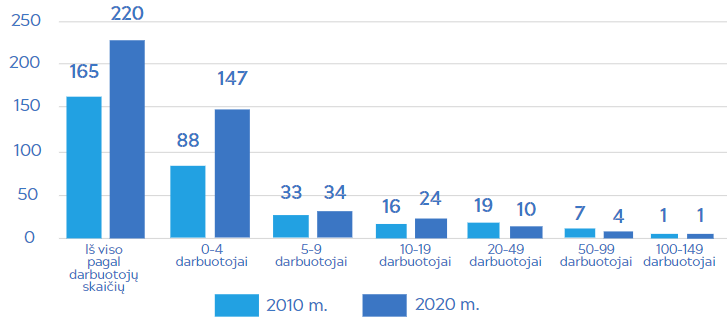 250
200
150
100
50
0
165
220
88
147
33
34
16
24
19
10
7
4
1
1
Iš viso
pagal
darbuotojų
skaičių
0-4
darbuotojai
5-9
darbuotojai
10-19
darbuotojai
20-49
darbuotojai
50-99
darbuotojai
100-149
darbuotojai
2010 m.
2020 m.